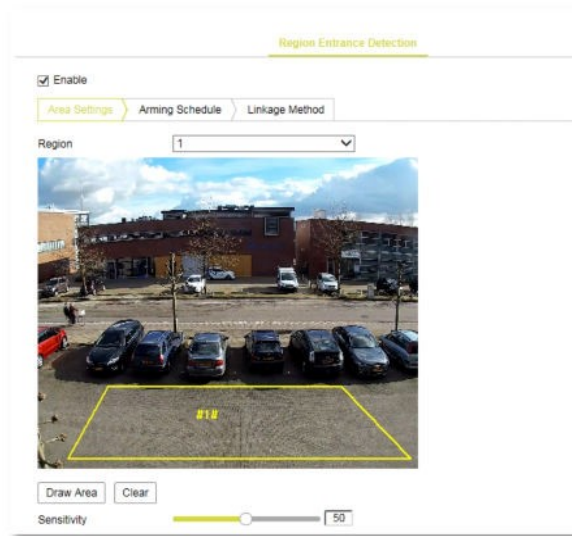 Region Entrance Detection
Enable
Area Settings
Arming Schedule
Linkage Method
Region
1
#1#
Draw Area
Clear
Sensitivity
50